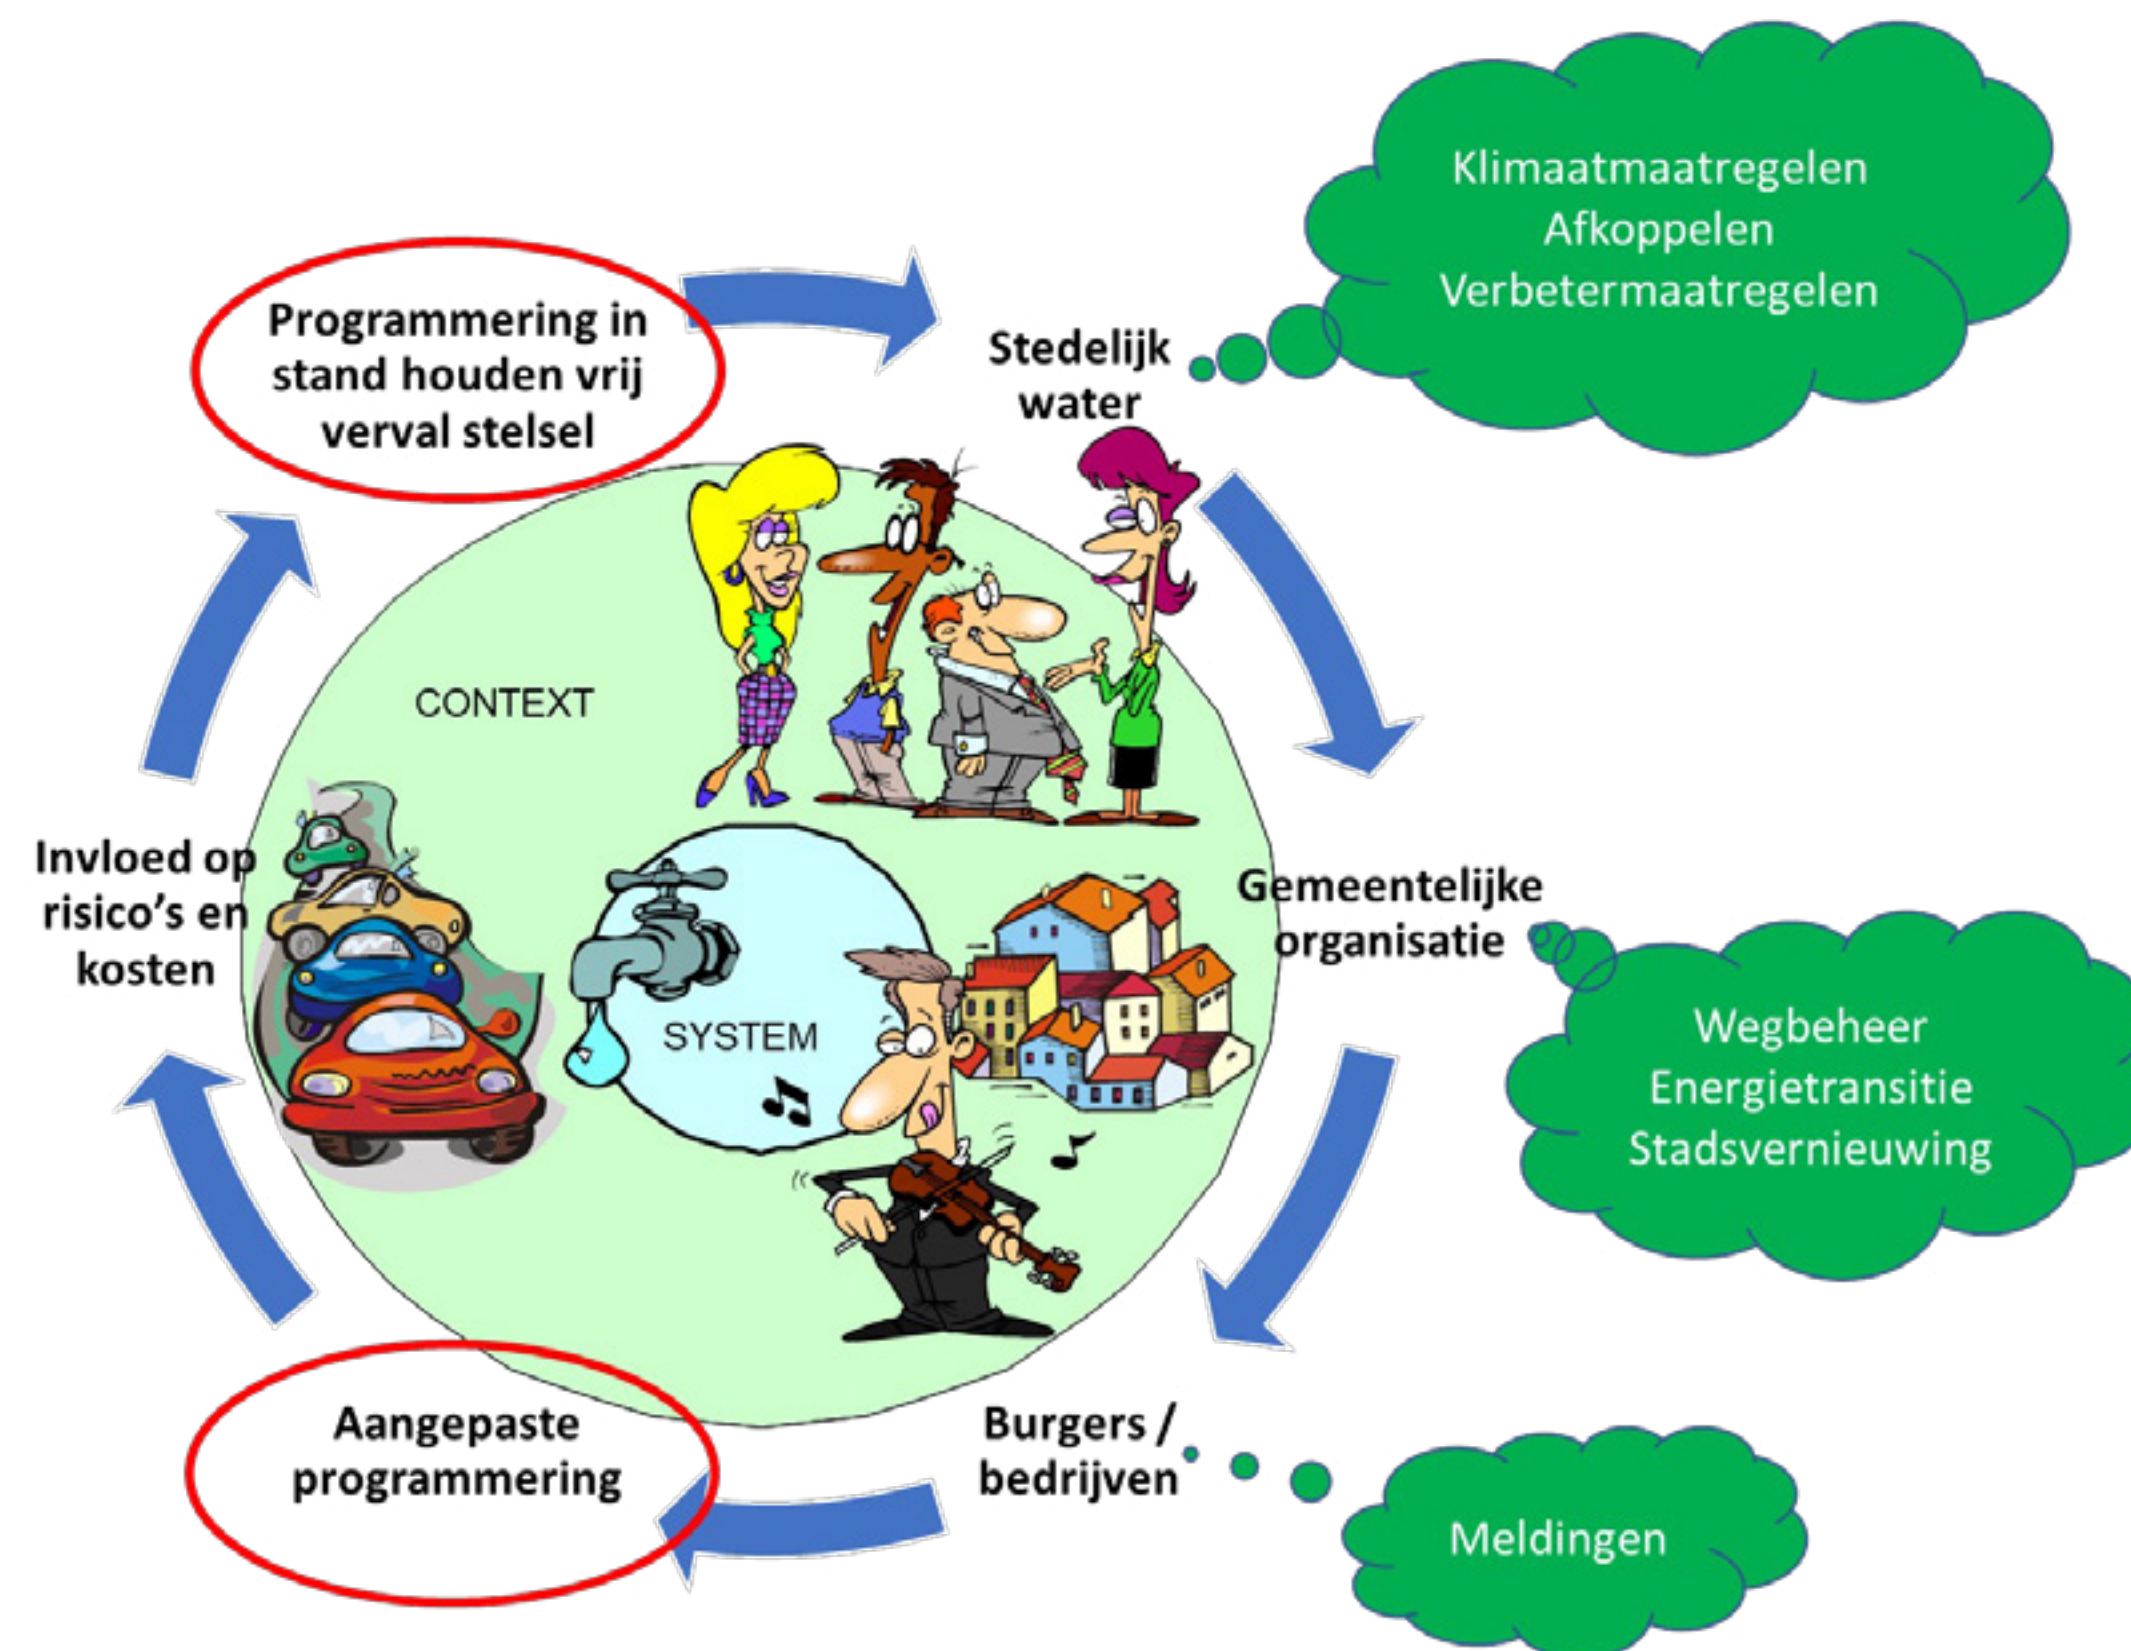 Programmering in
stand houden vrij
verval stelsel
Stedelijk
water
Klimaatmaatregelen
Afkoppelen
Verbetermaatregelen
CONTEXT
SYSTEM
Gemeentelijke
organisatie
Wegbeheer
Energietransitie
Stadsvernieuwing
Burgers /
bedrijven
Meldingen
Aangepaste
programmering
Invloed op
risico's en
kosten